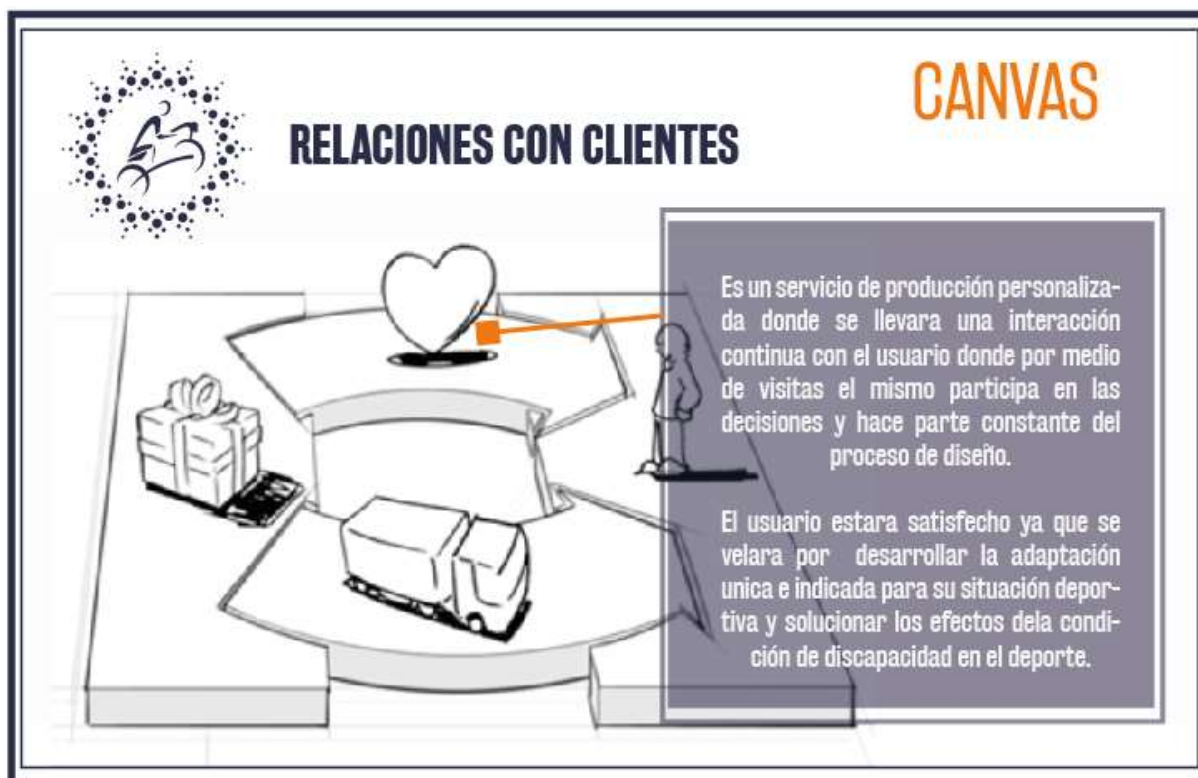 CANVAS
RELACIONES CON CLIENTES
Es un servicio de producción personaliza-
da donde se llevara una interacción
continua con el usuario donde por medio
de visitas el mismo participa en las
decisiones y hace parte constante del
proceso de diseño.
El usuario estara satisfecho ya que se
velara por desarrollar la adaptación
unica e indicada para su situación depor-
tiva y solucionar los efectos dela condi-
ción de discapacidad en el deporte.